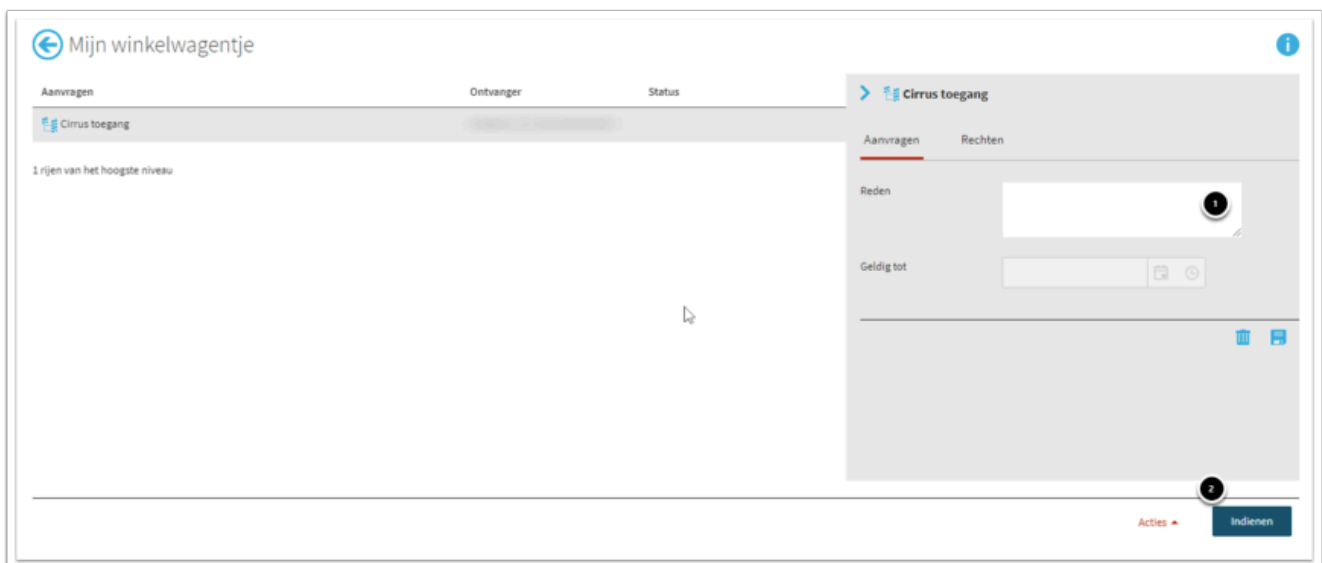 Mijn winkelwagentje
Aanvragen Ontvanger Status
Cirrus toegang
1 rijen van het hoogste niveau
Cirrus toegang
Aanvragen Rechten
Reden
1
Geldig tot
2
Acties Indienen